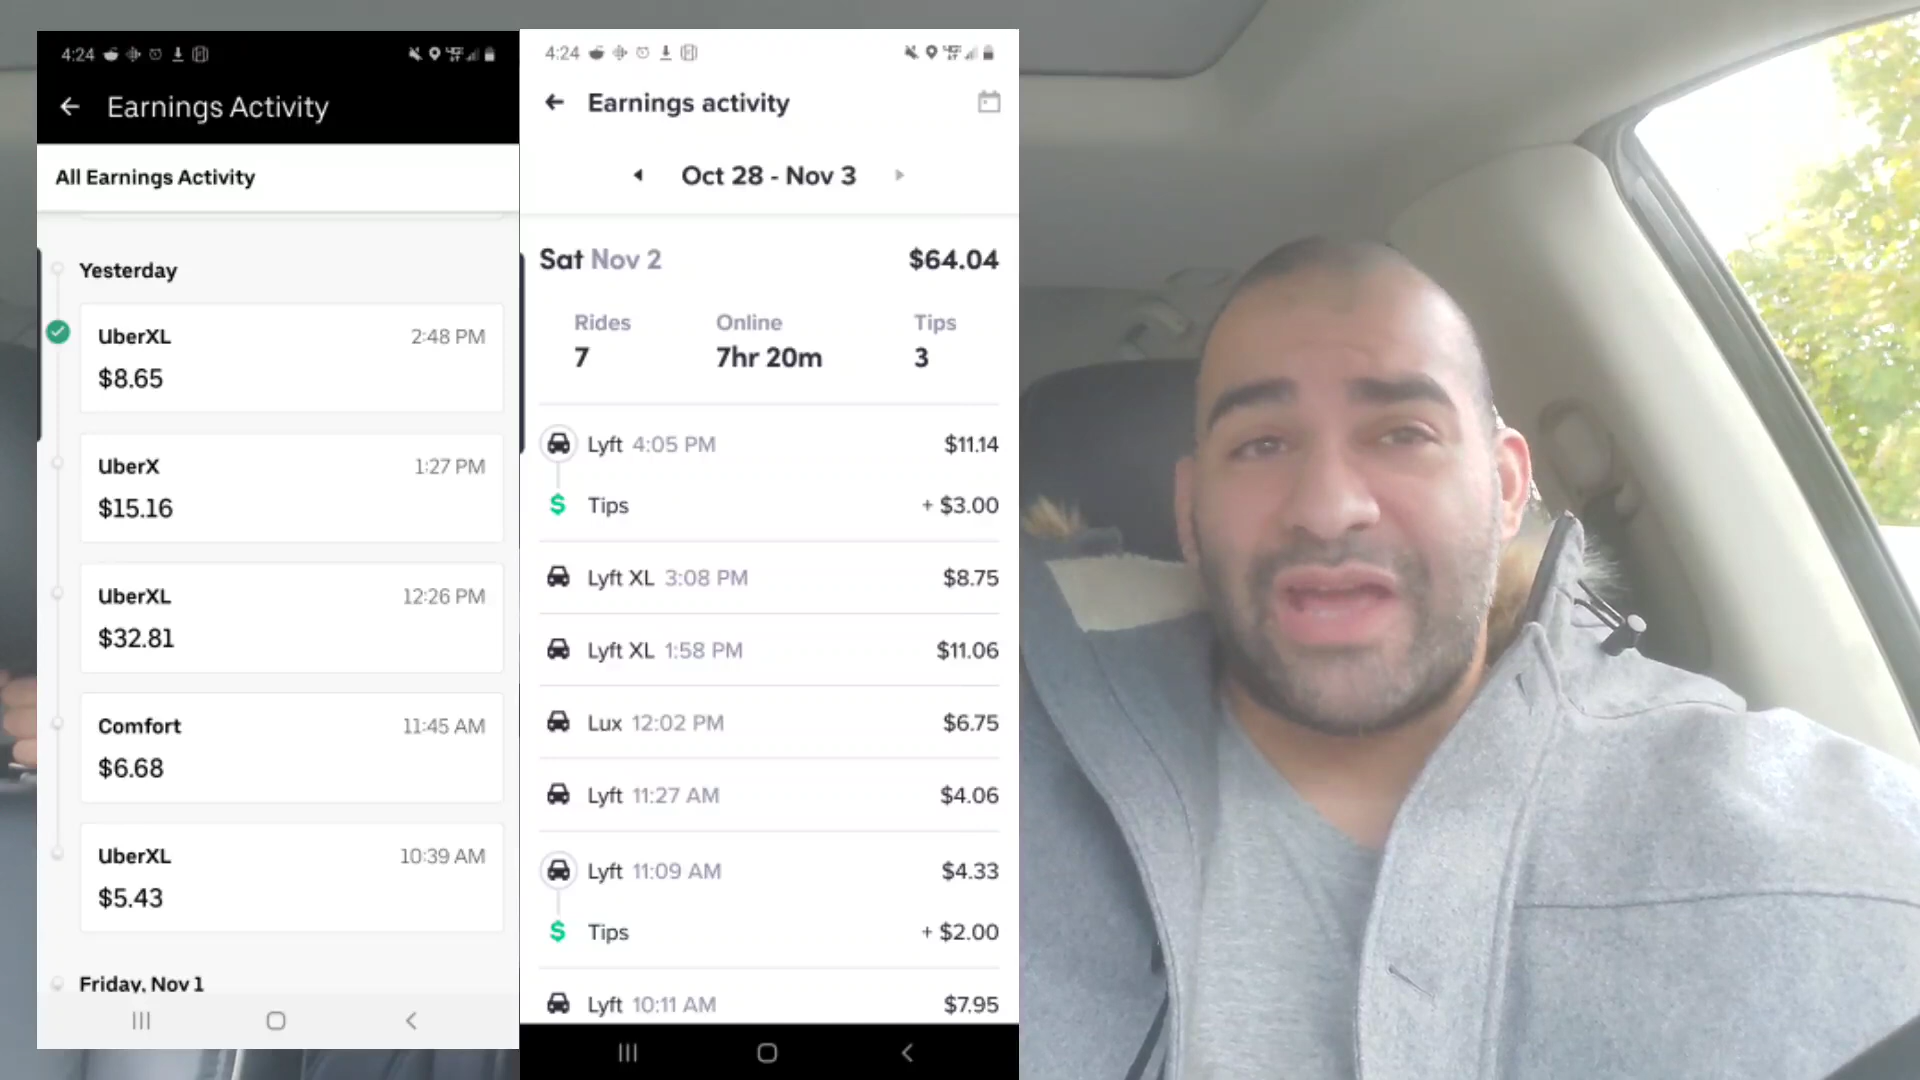 4:24
Earnings Activity
All Earnings Activity
Yesterday
UberXL 2:48 PM
$8.65
UberX 1:27 PM
$15.16
UberXL 12:26 PM
$32.81
Comfort 11:45 AM
$6.68
UberXL 10:39 AM
$5.43
Friday, Nov 1
4:24
Earnings activity
Oct 28 - Nov 3
Sat Nov 2 $64.04
Rides Online Tips
7 7hr 20m 3
Lyft 4:05 PM $11.14
Tips + $3.00
Lyft XL 3:08 PM $8.75
Lyft XL 1:58 PM $11.06
Lux 12:02 PM $6.75
Lyft 11:27 AM $4.06
Lyft 11:09 AM $4.33
Tips + $2.00
Lyft 10:11 AM $7.95